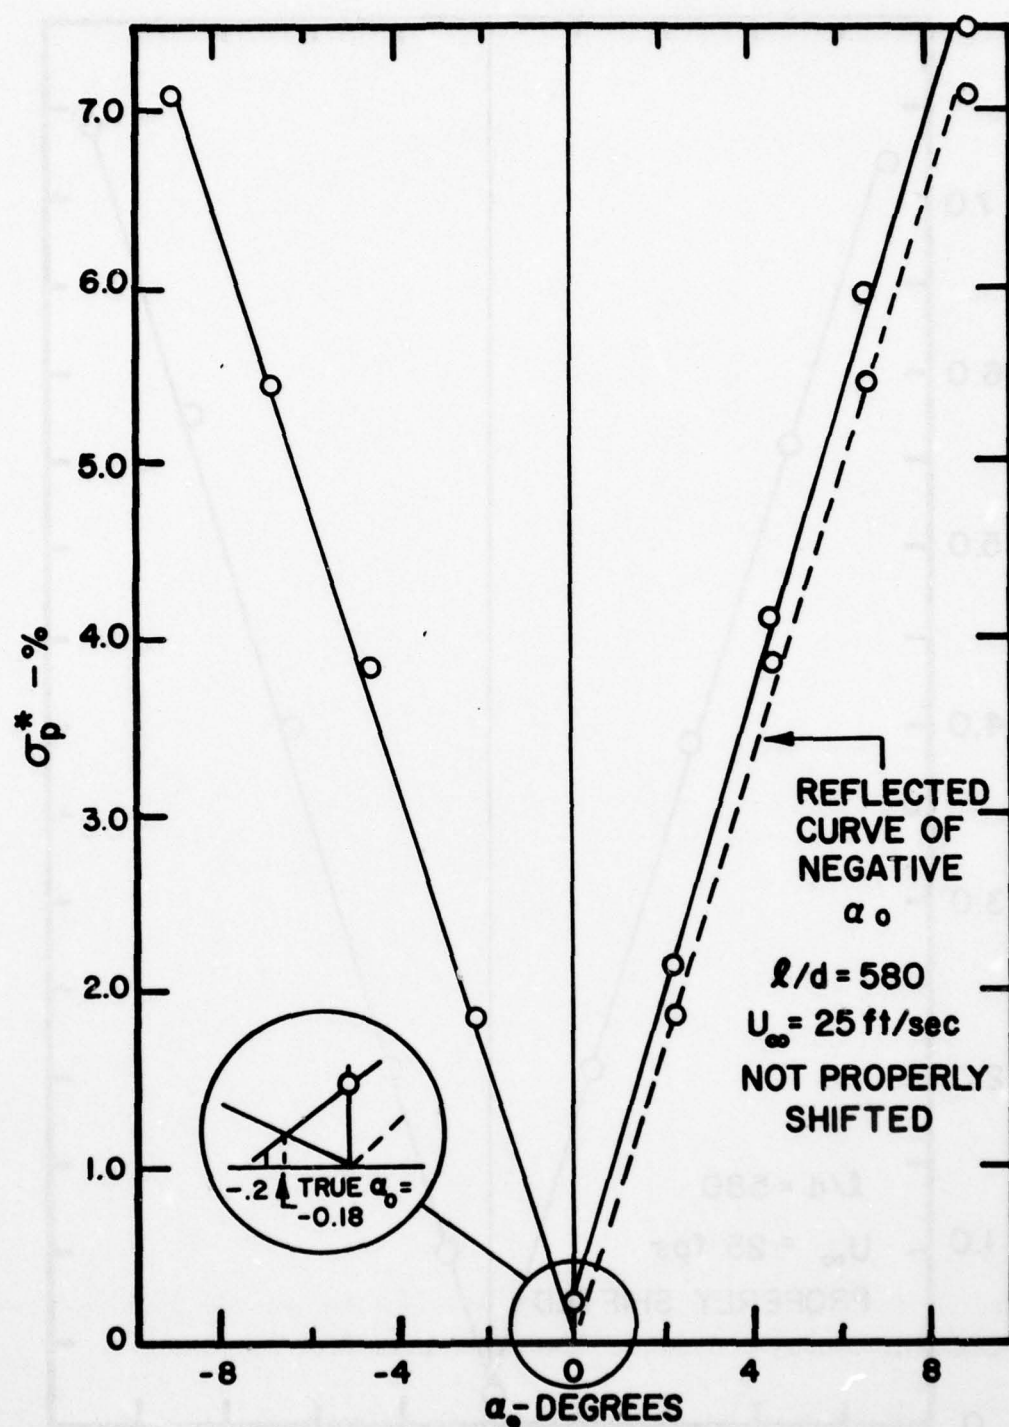 7.0
6.0
5.0
4.0
3.0
2.0
1.0
0
σp* - %
-8
-4
0
4
8
α₀-DEGREES
REFLECTED
CURVE OF
NEGATIVE
α o
ℓ/d = 580
U∞ = 25 ft/sec
NOT PROPERLY
SHIFTED
-.2
TRUE α₀ =
-0.18